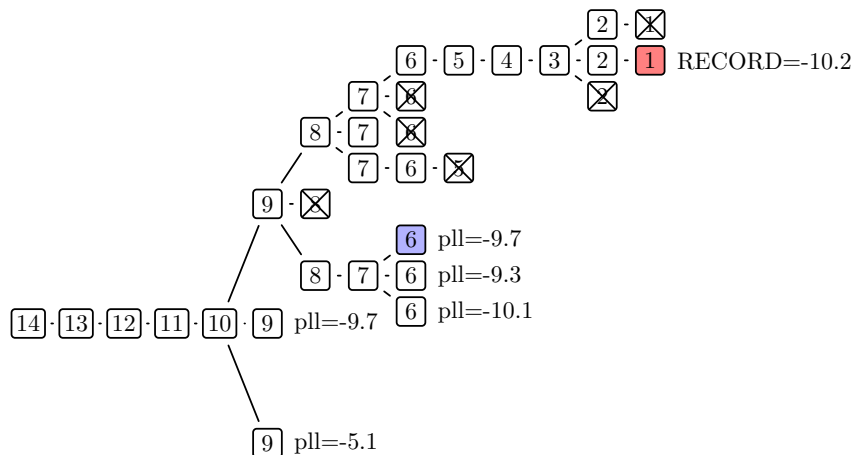 2 1
6 5 4 3 2 1 RECORD=-10.2
7 6 2
8 7 6
7 6 5
9 8
6 pll=-9.7
8 7 6 pll=-9.3
6 pll=-10.1
14 13 12 11 10 9 pll=-9.7
9 pll=-5.1